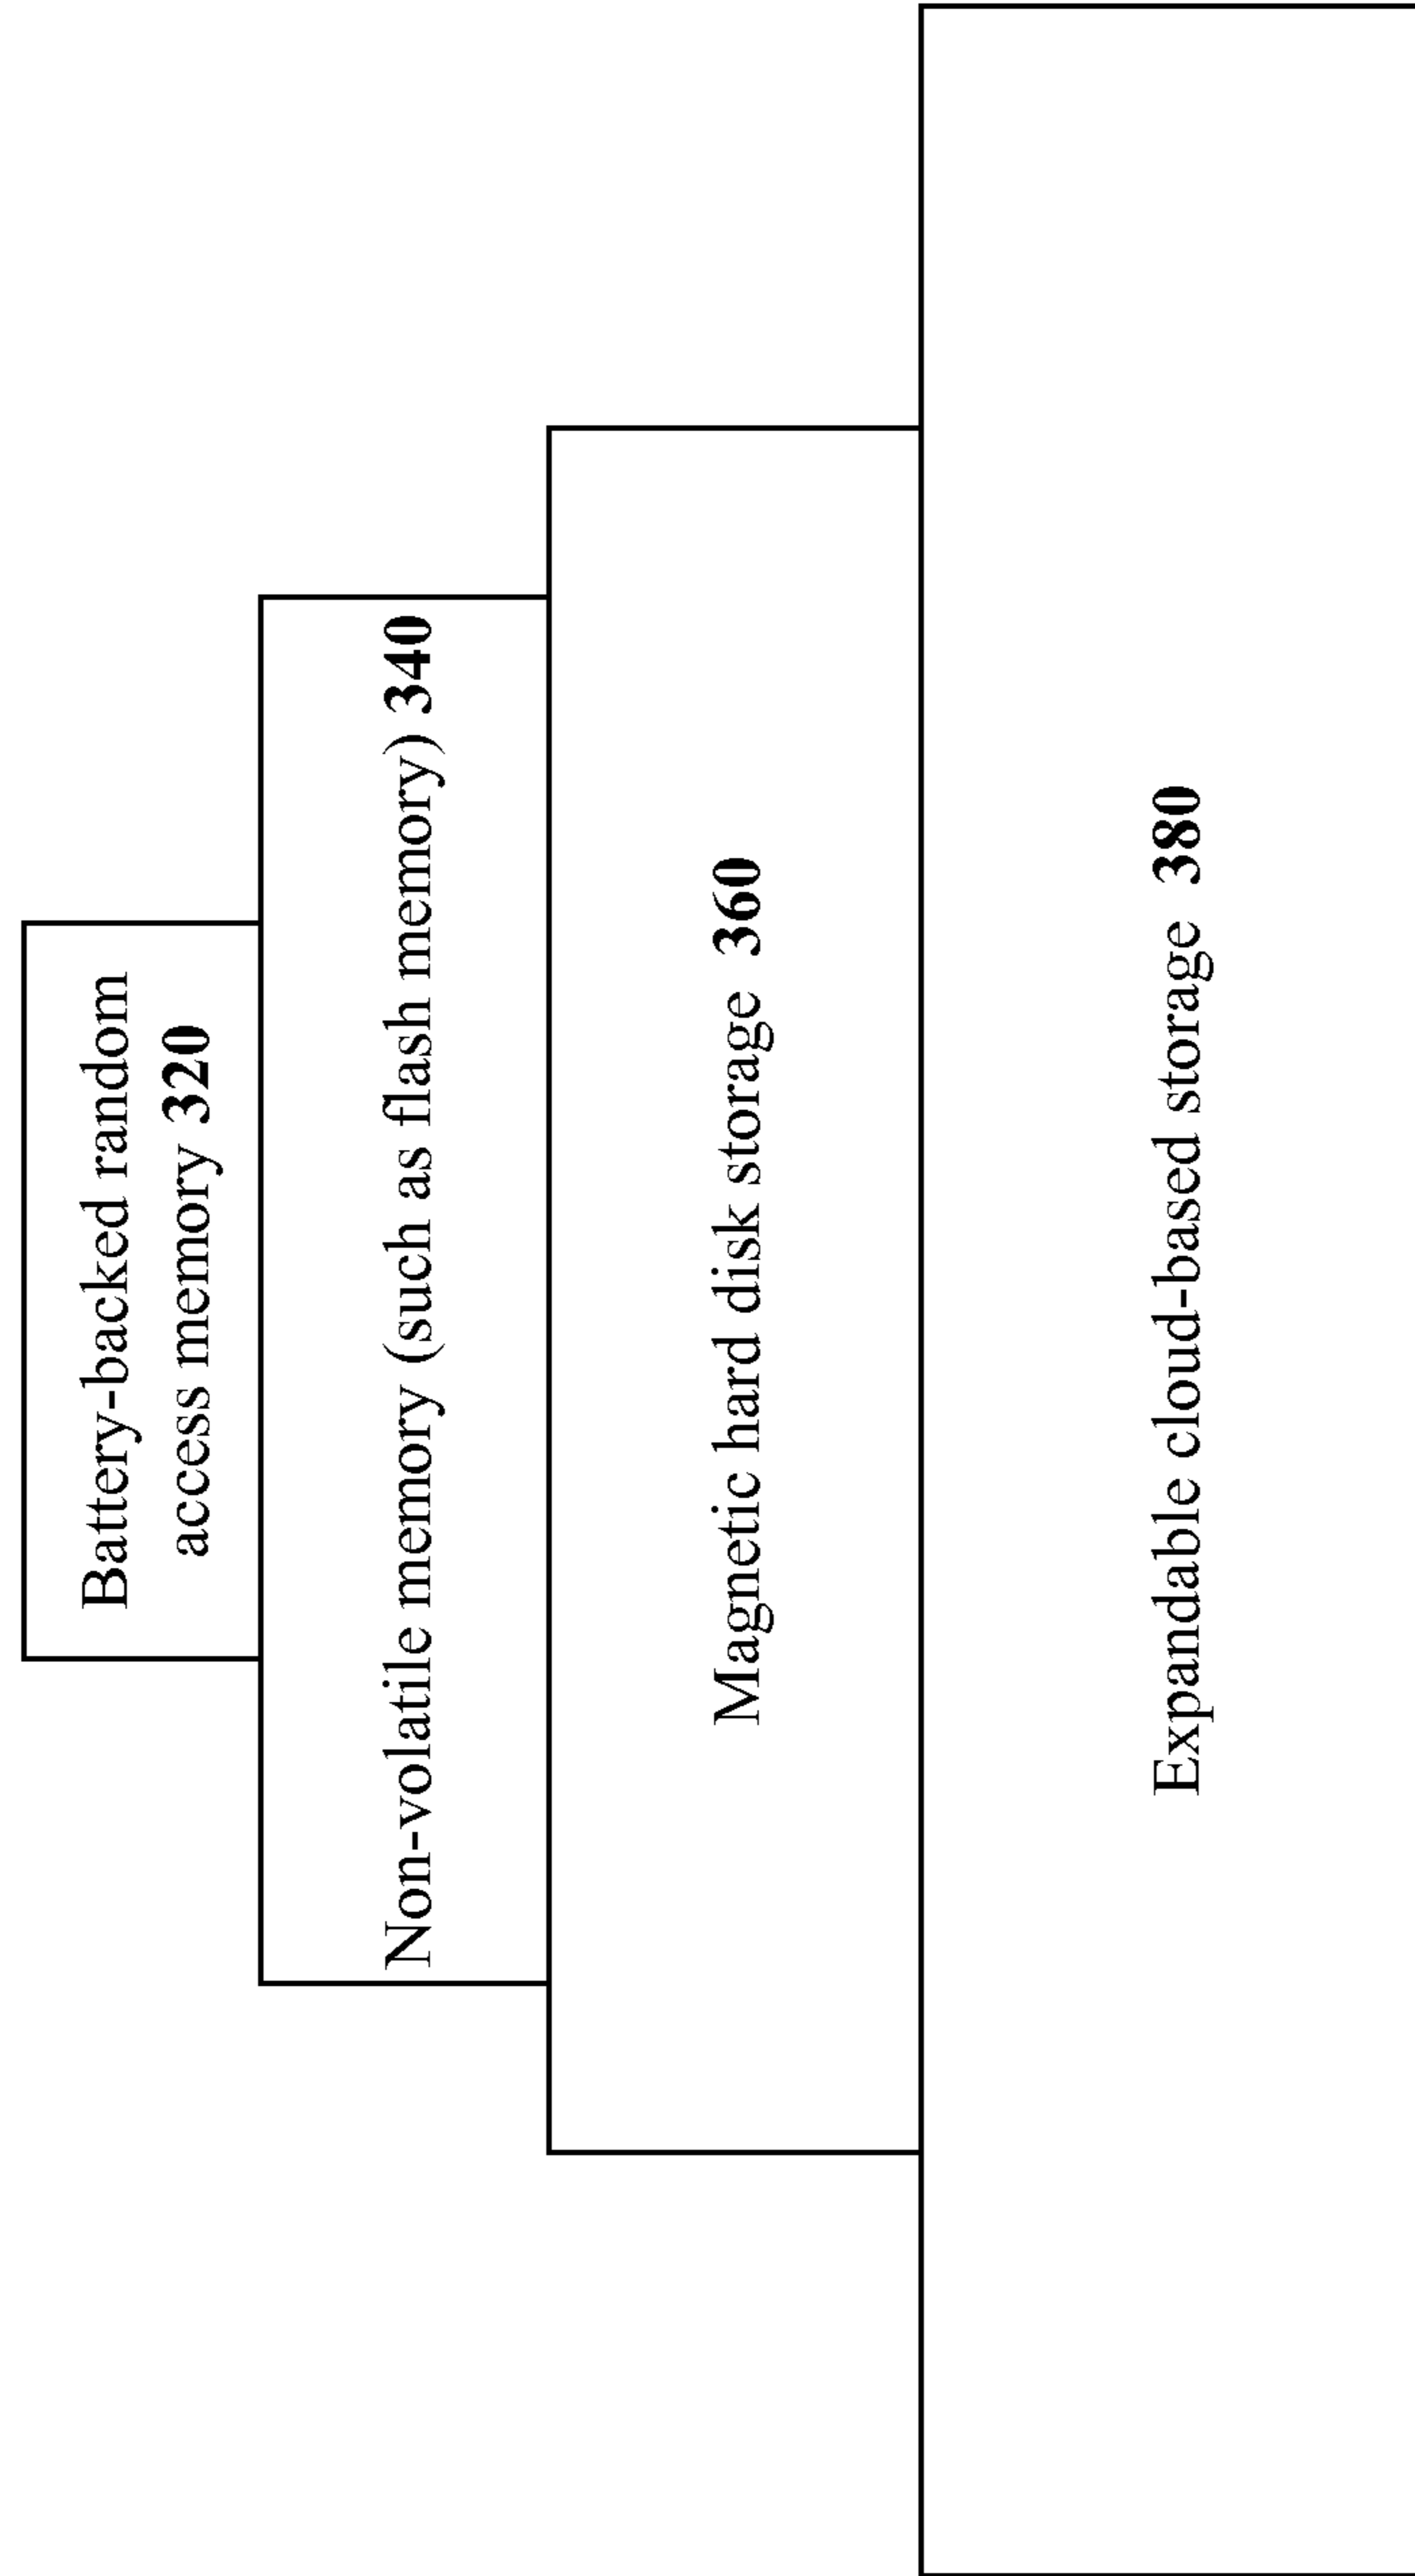 Battery-backed random
access memory 320
Non-volatile memory (such as flash memory) 340
Magnetic hard disk storage 360
Expandable cloud-based storage 380